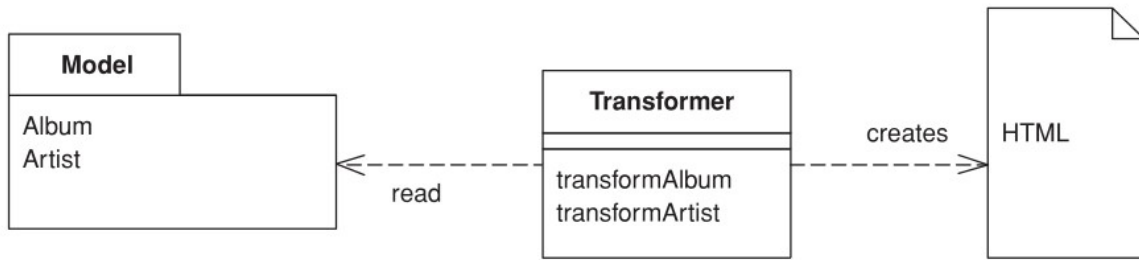 Model
Album
Artist
read
Transformer
transformAlbum
transformArtist
creates
HTML